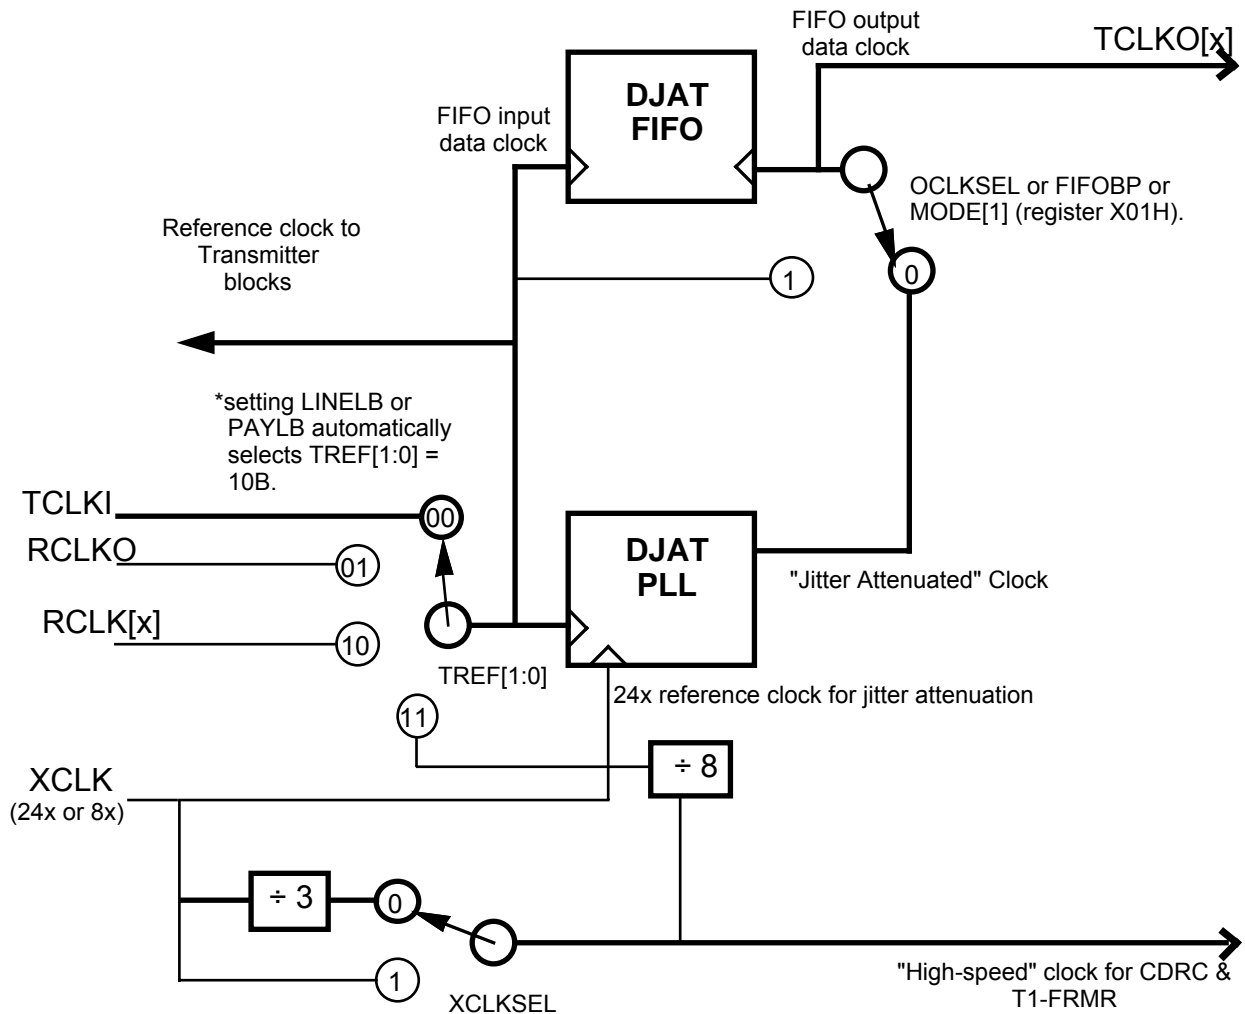 FIFO output
data clock
TCLKO[x]
DJAT
FIFO
FIFO input
data clock
OCLKSEL or FIFOBP or
MODE[1] (register X01H).
Reference clock to
Transmitter
blocks
1
0
*setting LINELB or
PAYLB automatically
selects TREF[1:0] =
10B.
TCLKI
00
RCLKO
01
DJAT
PLL
"Jitter Attenuated" Clock
RCLK[x]
10
TREF[1:0]
24x reference clock for jitter attenuation
11
÷ 8
XCLK
(24x or 8x)
÷ 3
0
1
XCLKSEL
"High-speed" clock for CDRC &
T1-FRMR